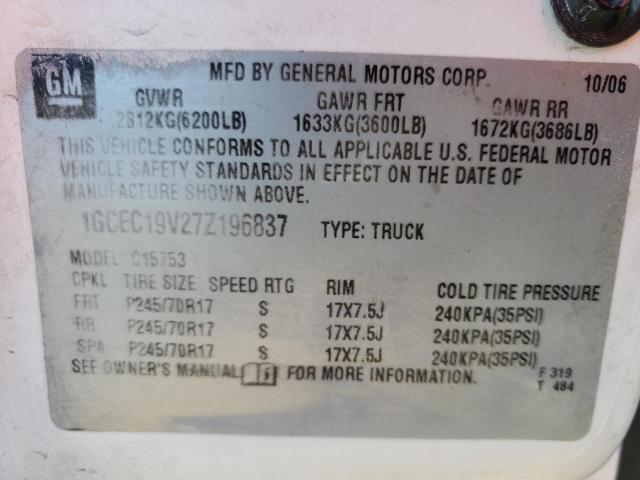 GM
MFD BY GENERAL MOTORS CORP. 10/06
GVWR GAWR FRT GAWR RR
2812KG(6200LB) 1633KG(3600LB) 1672KG(3686LB)
THIS VEHICLE CONFORMS TO ALL APPLICABLE U.S. FEDERAL MOTOR
VEHICLE SAFETY STANDARDS IN EFFECT ON THE DATE OF
MANUFACTURE SHOWN ABOVE.
1GCEC19V27Z196837 TYPE: TRUCK
MODEL: C15753
CPKL TIRE SIZE SPEED RTG RIM COLD TIRE PRESSURE
FRT P245/70R17 S 17X7.5J 240KPA(35PSI)
RR P245/70R17 S 17X7.5J 240KPA(35PSI)
SPA P245/70R17 S 17X7.5J 240KPA(35PSI)
SEE OWNER'S MANUAL FOR MORE INFORMATION.
F 319
T 484